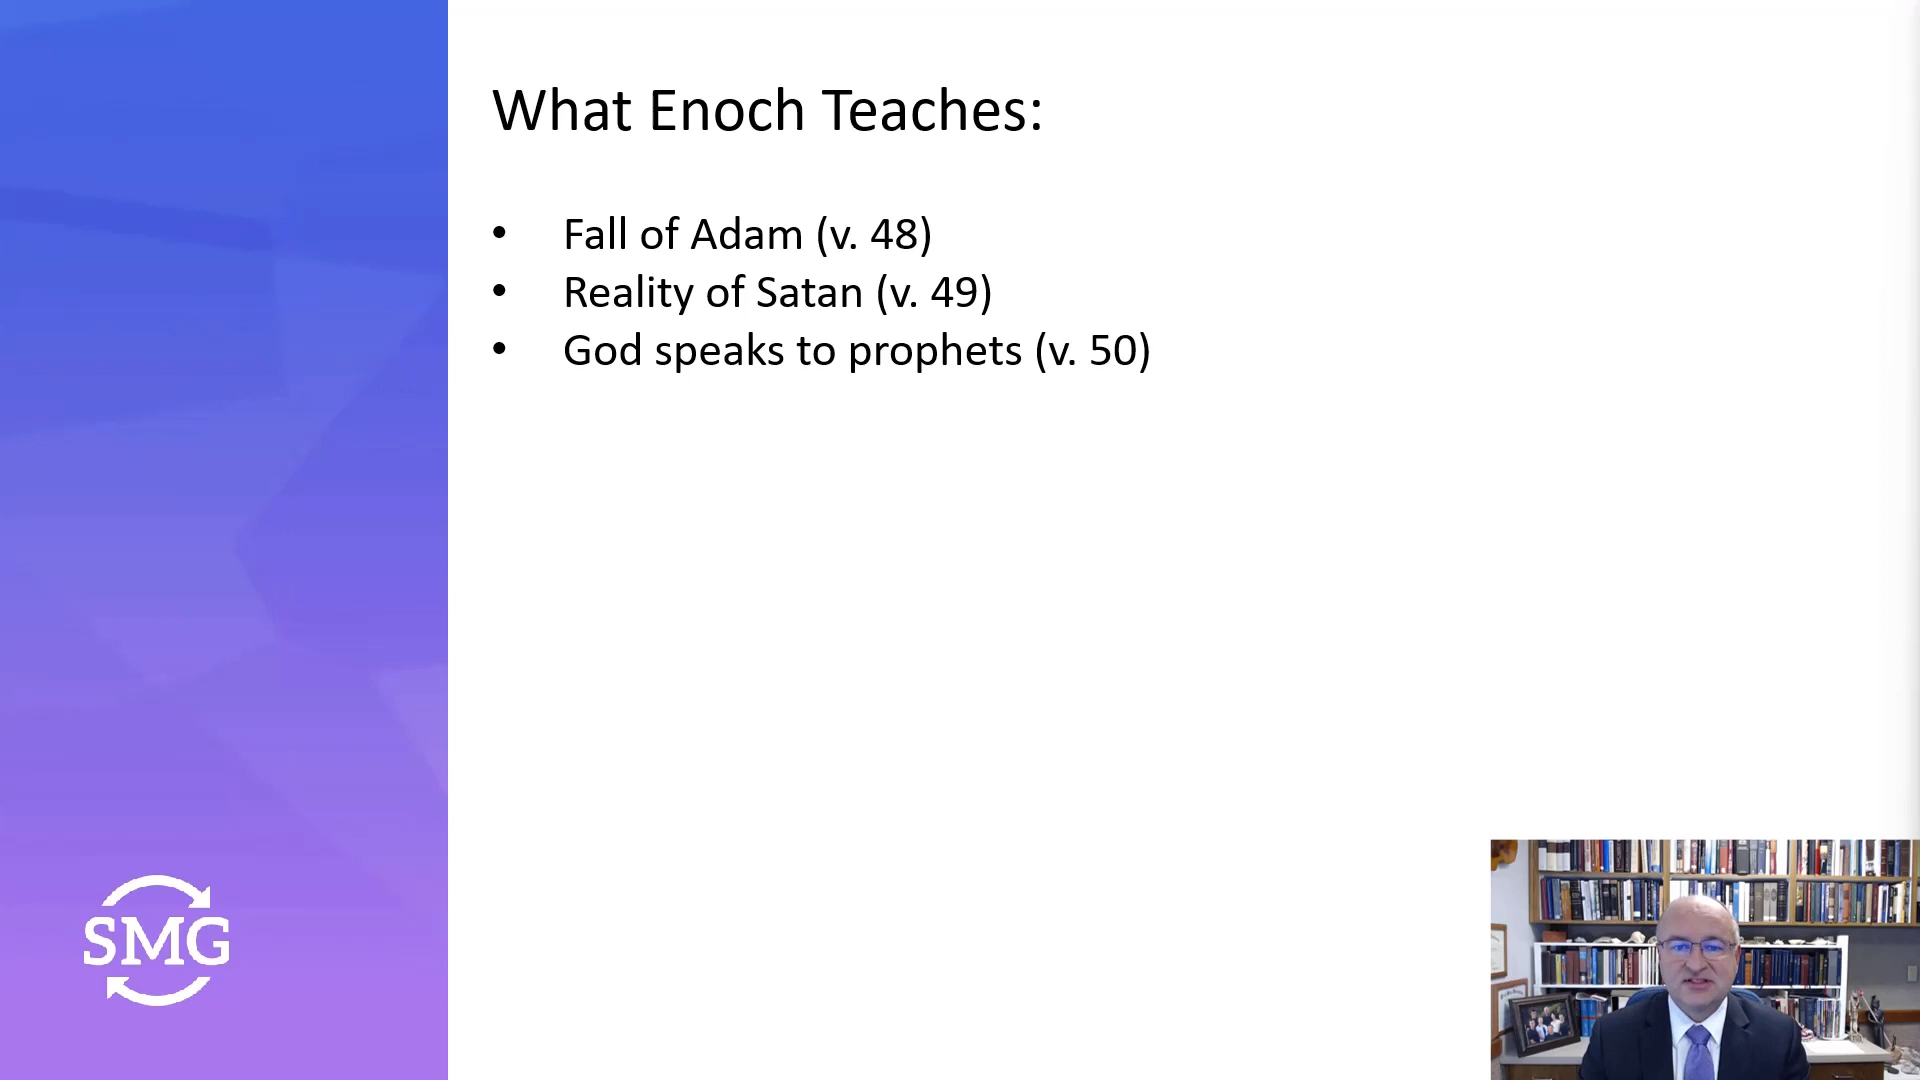 What Enoch Teaches:
• Fall of Adam (v. 48)
• Reality of Satan (v. 49)
• God speaks to prophets (v. 50)
SMG